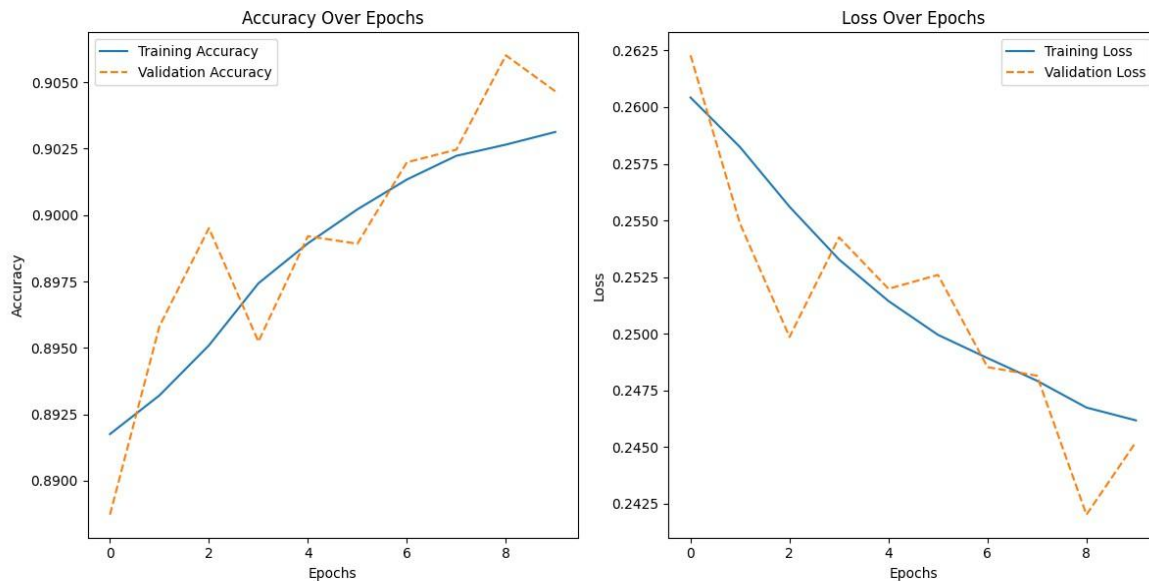 Accuracy Over Epochs
Training Accuracy
Validation Accuracy
0.9050
0.9025
0.9000
0.8975
0.8950
0.8925
0.8900
Accuracy
0 2 4 6 8
Epochs
Loss Over Epochs
Training Loss
Validation Loss
0.2625
0.2600
0.2575
0.2550
0.2525
0.2500
0.2475
0.2450
0.2425
Loss
0 2 4 6 8
Epochs